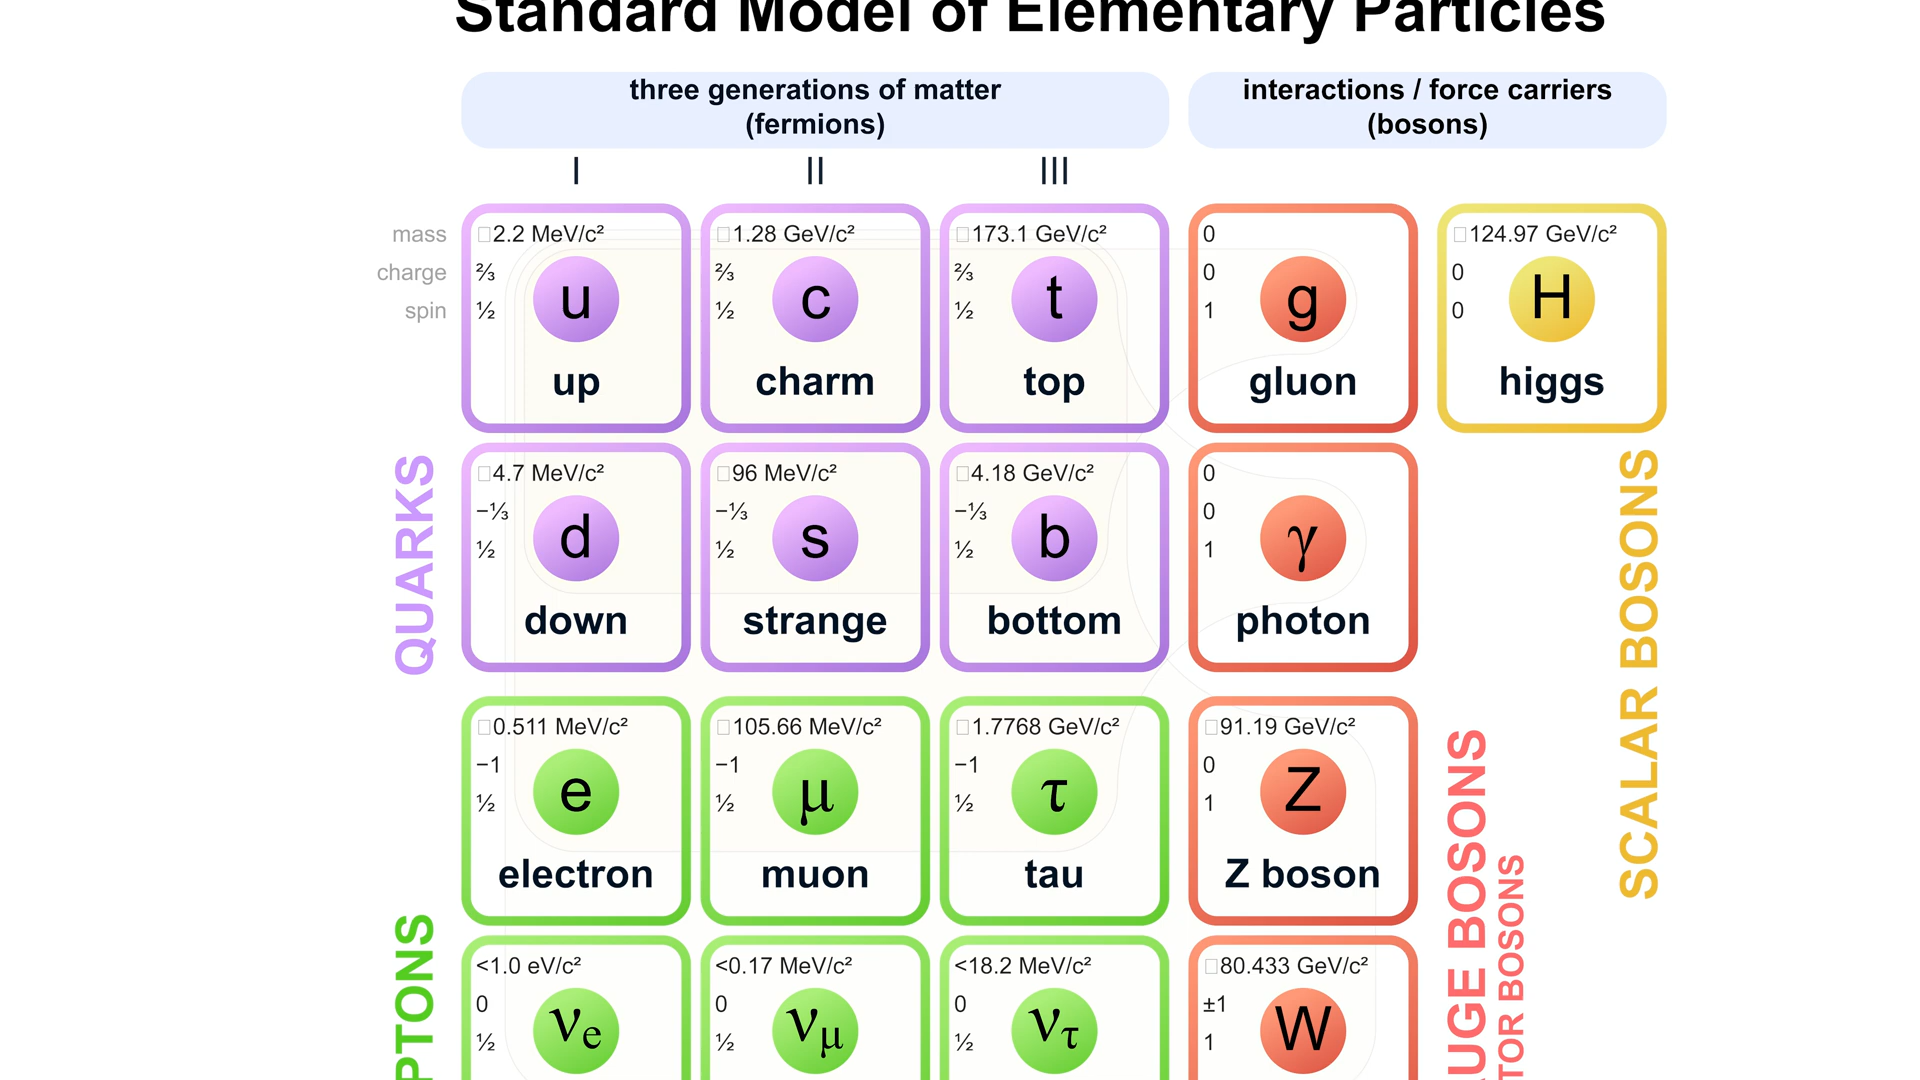 Standard Model of Elementary Particles
three generations of matter
(fermions)
interactions / force carriers
(bosons)
I
II
III
mass
charge
spin
2.2 MeV/c²
⅔
½
u
up
1.28 GeV/c²
⅔
½
c
charm
173.1 GeV/c²
⅔
½
t
top
0
0
1
g
gluon
124.97 GeV/c²
0
0
H
higgs
QUARKS
4.7 MeV/c²
−⅓
½
d
down
96 MeV/c²
−⅓
½
s
strange
4.18 GeV/c²
−⅓
½
b
bottom
0
0
1
γ
photon
SCALAR BOSONS
0.511 MeV/c²
−1
½
e
electron
105.66 MeV/c²
−1
½
μ
muon
1.7768 GeV/c²
−1
½
τ
tau
91.19 GeV/c²
0
1
Z
Z boson
UGE BOSONS
TOR BOSONS
PTONS
<1.0 eV/c²
0
½
νe
<0.17 MeV/c²
0
½
νμ
<18.2 MeV/c²
0
½
ντ
80.433 GeV/c²
±1
1
W